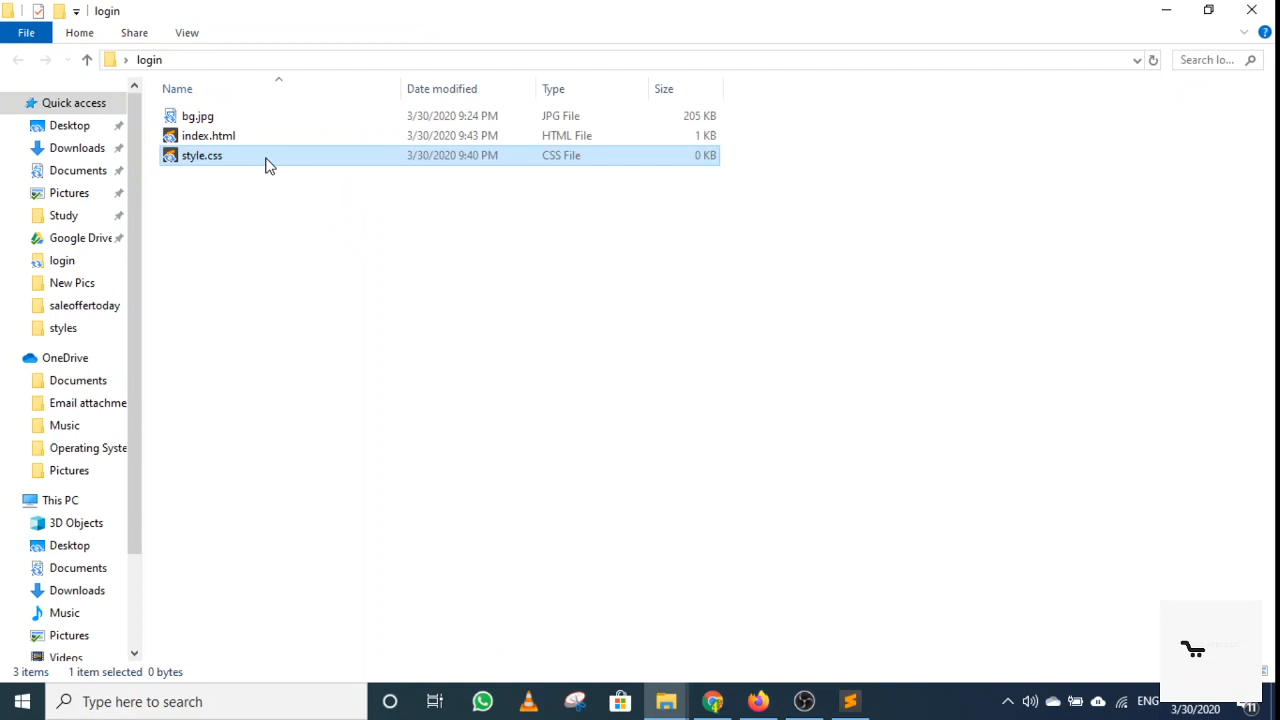 login
File Home Share View
login
Search lo...
Name Date modified Type Size
bg.jpg 3/30/2020 9:24 PM JPG File 205 KB
index.html 3/30/2020 9:43 PM HTML File 1 KB
style.css 3/30/2020 9:40 PM CSS File 0 KB
Quick access
Desktop
Downloads
Documents
Pictures
Study
Google Drive
login
New Pics
saleoffertoday
styles
OneDrive
Documents
Email attachme
Music
Operating Syste
Pictures
This PC
3D Objects
Desktop
Documents
Downloads
Music
Pictures
Videos
3 items 1 item selected 0 bytes
Type here to search
ENG
3/30/2020
11